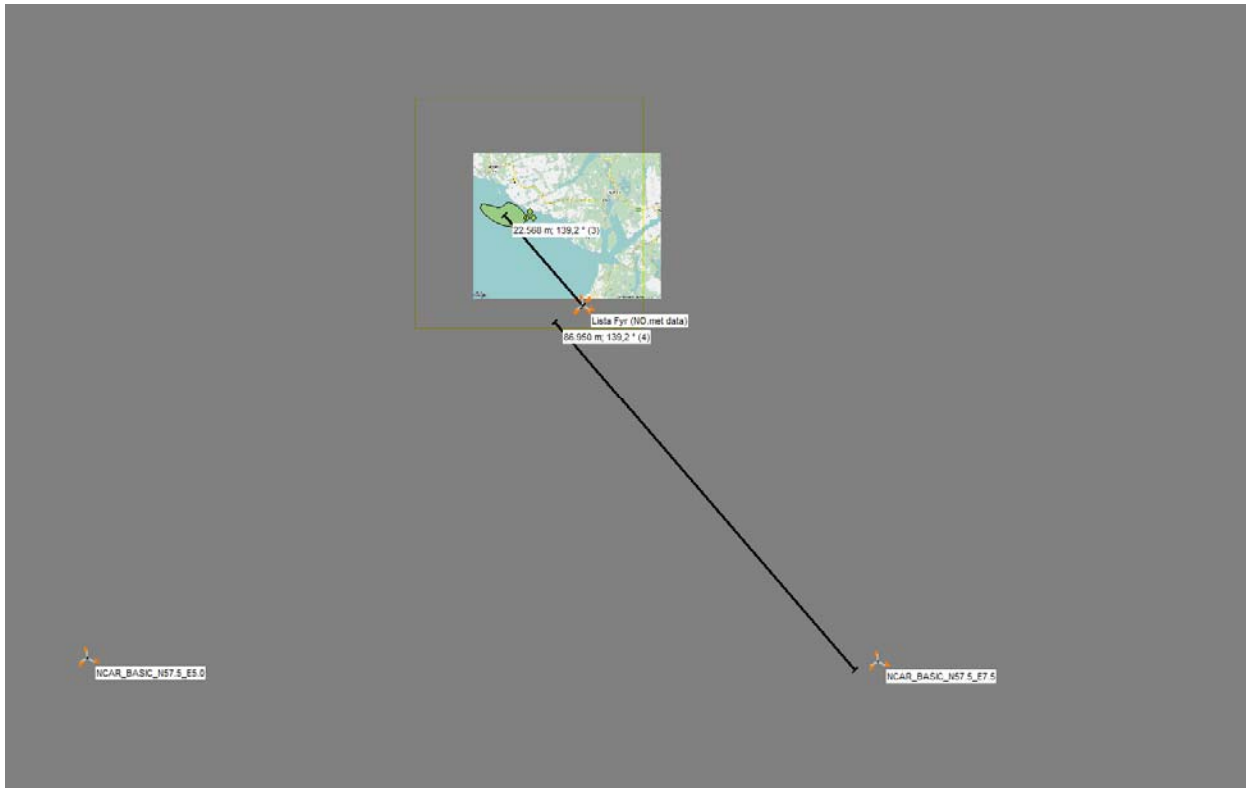 22.568 m; 139,2 ° (3)
Lista Fyr (NO.met data)
86.950 m; 139,2 ° (4)
NCAR_BASIC_N57.5_E5.0
NCAR_BASIC_N57.5_E7.5